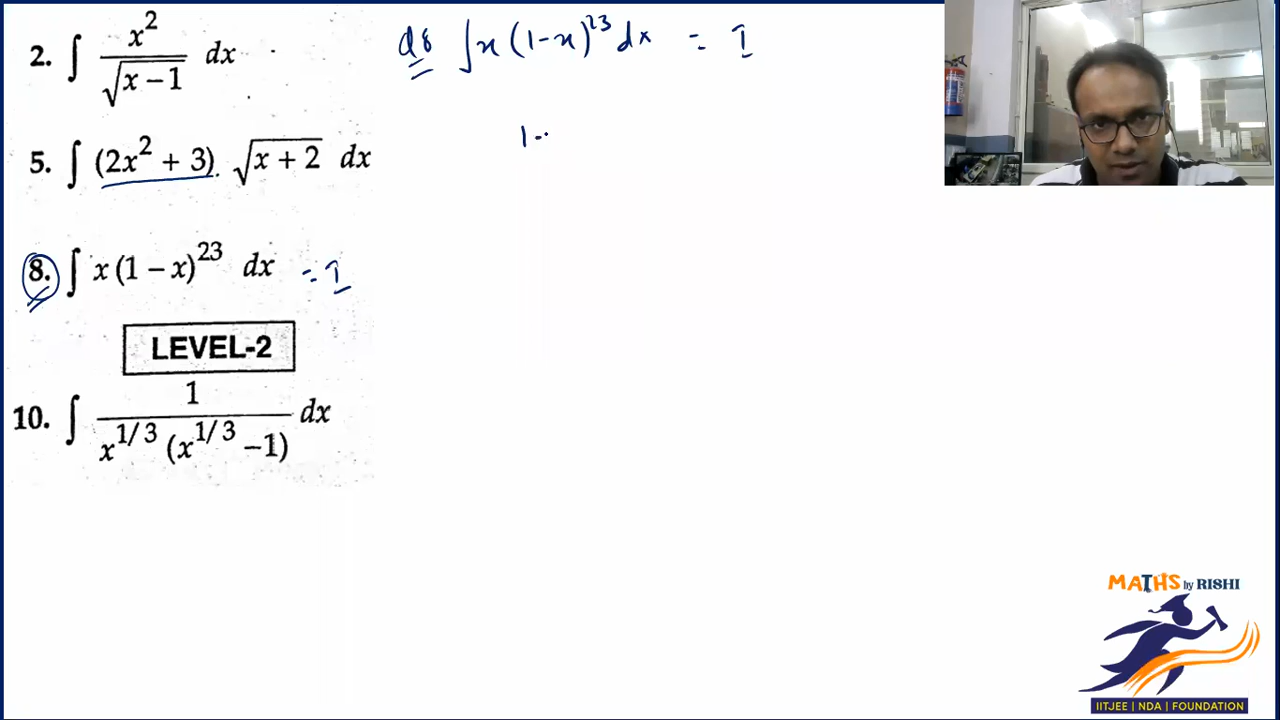 2. ∫ x² / √(x − 1) dx
5. ∫ (2x² + 3) √(x + 2) dx
8. ∫ x (1 − x)²³ dx = I
LEVEL-2
10. ∫ 1 / (x^1/3 (x^1/3 − 1)) dx
Q8 ∫ x (1-x)²³ dx = I
1-
MATHS by RISHI
IITJEE | NDA | FOUNDATION